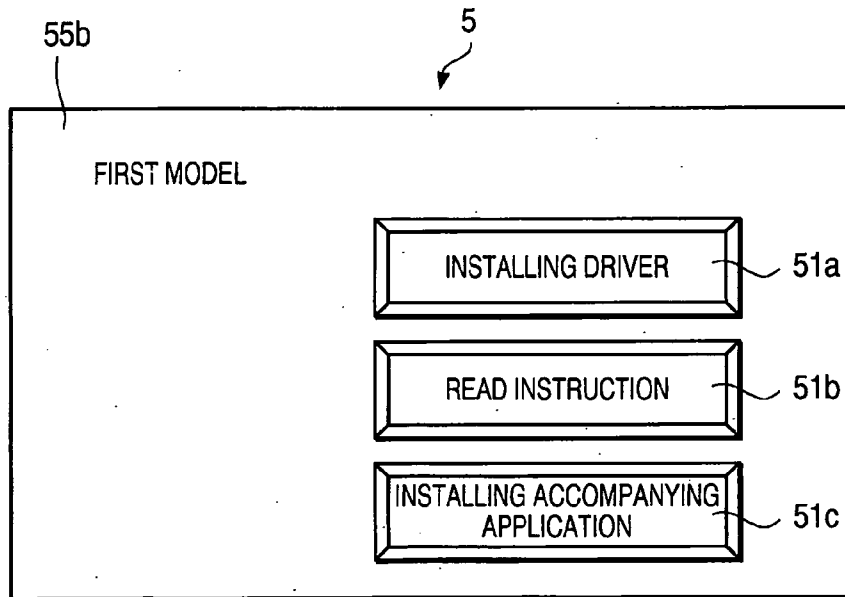 55b
5
FIRST MODEL
INSTALLING DRIVER
51a
READ INSTRUCTION
51b
INSTALLING ACCOMPANYING
APPLICATION
51c